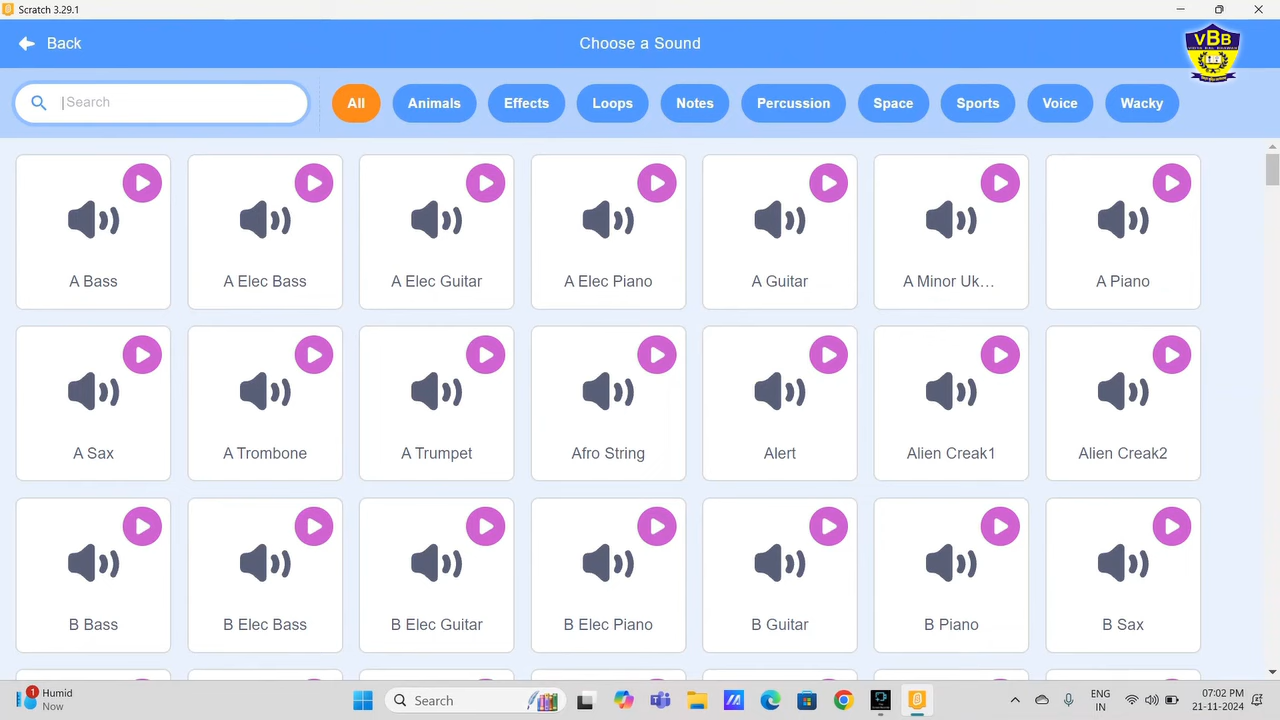 Scratch 3.29.1
Back
Choose a Sound
VBB
Search
All
Animals
Effects
Loops
Notes
Percussion
Space
Sports
Voice
Wacky
A Bass
A Elec Bass
A Elec Guitar
A Elec Piano
A Guitar
A Minor Uk…
A Piano
A Sax
A Trombone
A Trumpet
Afro String
Alert
Alien Creak1
Alien Creak2
B Bass
B Elec Bass
B Elec Guitar
B Elec Piano
B Guitar
B Piano
B Sax
1
Humid
Now
Search
ENG
IN
07:02 PM
21-11-2024